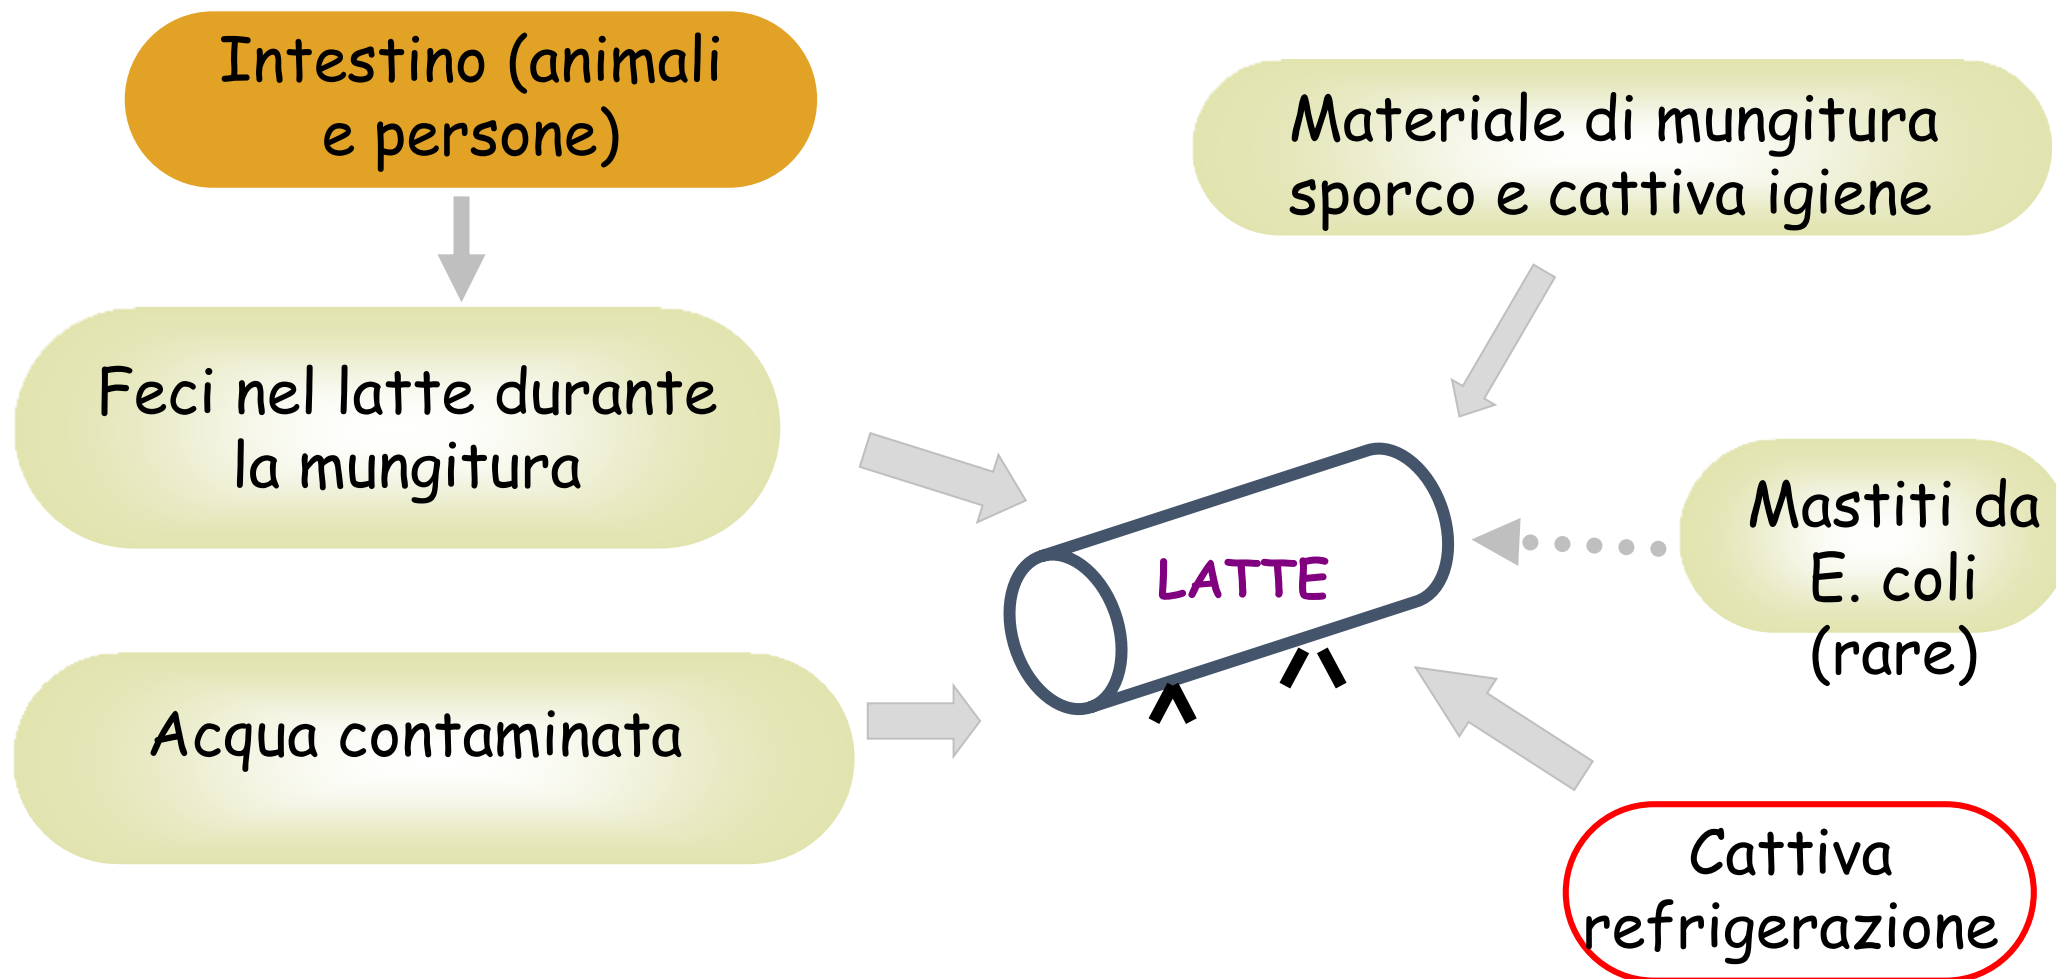 Intestino (animali
e persone)
Materiale di mungitura
sporco e cattiva igiene
Feci nel latte durante
la mungitura
Mastiti da
E. coli
(rare)
LATTE
Acqua contaminata
Cattiva
refrigerazione